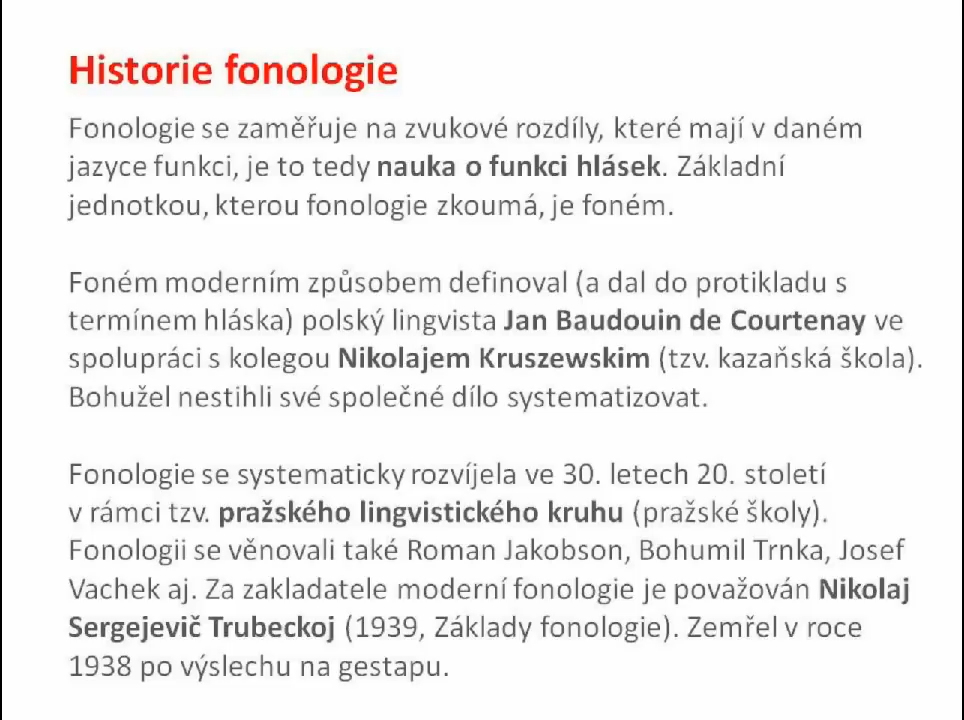 Historie fonologie
Fonologie se zaměřuje na zvukové rozdíly, které mají v daném
jazyce funkci, je to tedy nauka o funkci hlásek. Základní
jednotkou, kterou fonologie zkoumá, je foném.
Foném moderním způsobem definoval (a dal do protikladu s
termínem hláska) polský lingvista Jan Baudouin de Courtenay ve
spolupráci s kolegou Nikolajem Kruszewskim (tzv. kazaňská škola).
Bohužel nestihli své společné dílo systematizovat.
Fonologie se systematicky rozvíjela ve 30. letech 20. století
v rámci tzv. pražského lingvistického kruhu (pražské školy).
Fonologii se věnovali také Roman Jakobson, Bohumil Trnka, Josef
Vachek aj. Za zakladatele moderní fonologie je považován Nikolaj
Sergejevič Trubeckoj (1939, Základy fonologie). Zemřel v roce
1938 po výslechu na gestapu.